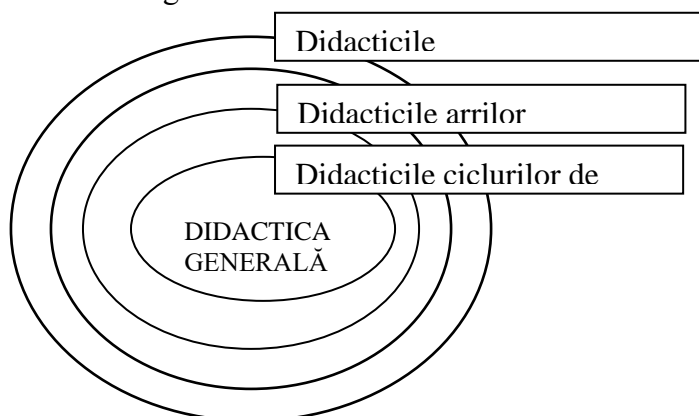 Didacticile
Didacticile arrilor
Didacticile ciclurilor de
DIDACTICA
GENERALĂ